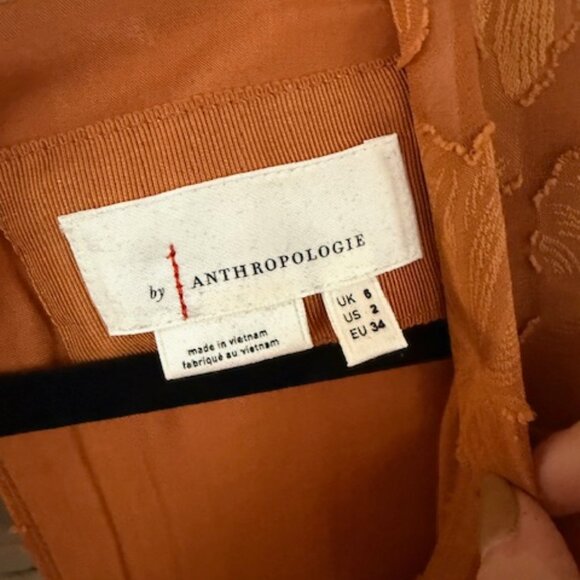 by ANTHROPOLOGIE
made in vietnam
fabriqué au vietnam
UK 6
US 2
EU 34